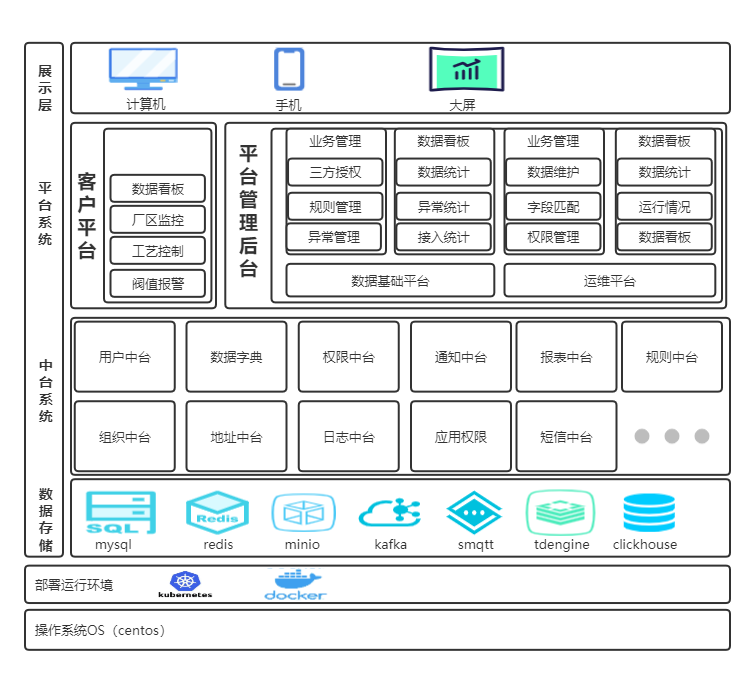 展示层
计算机
手机
大屏
平台系统
客户平台
数据看板
厂区监控
工艺控制
阀值报警
平台管理后台
业务管理
三方授权
规则管理
异常管理
数据看板
数据统计
异常统计
接入统计
业务管理
数据维护
字段匹配
权限管理
数据看板
数据统计
运行情况
数据看板
数据基础平台
运维平台
中台系统
用户中台
数据字典
权限中台
通知中台
报表中台
规则中台
组织中台
地址中台
日志中台
应用权限
短信中台
数据存储
SQL
Redis
mysql
redis
minio
kafka
smqtt
tdengine
clickhouse
部署运行环境
kubernetes
docker
操作系统OS（centos）